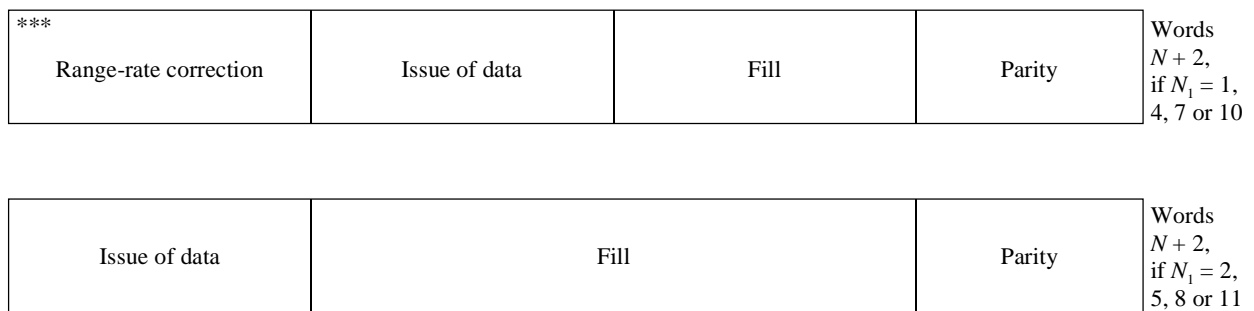 ***
Range-rate correction
Issue of data
Fill
Parity
Words
N + 2,
if N₁ = 1,
4, 7 or 10
Issue of data
Fill
Parity
Words
N + 2,
if N₁ = 2,
5, 8 or 11